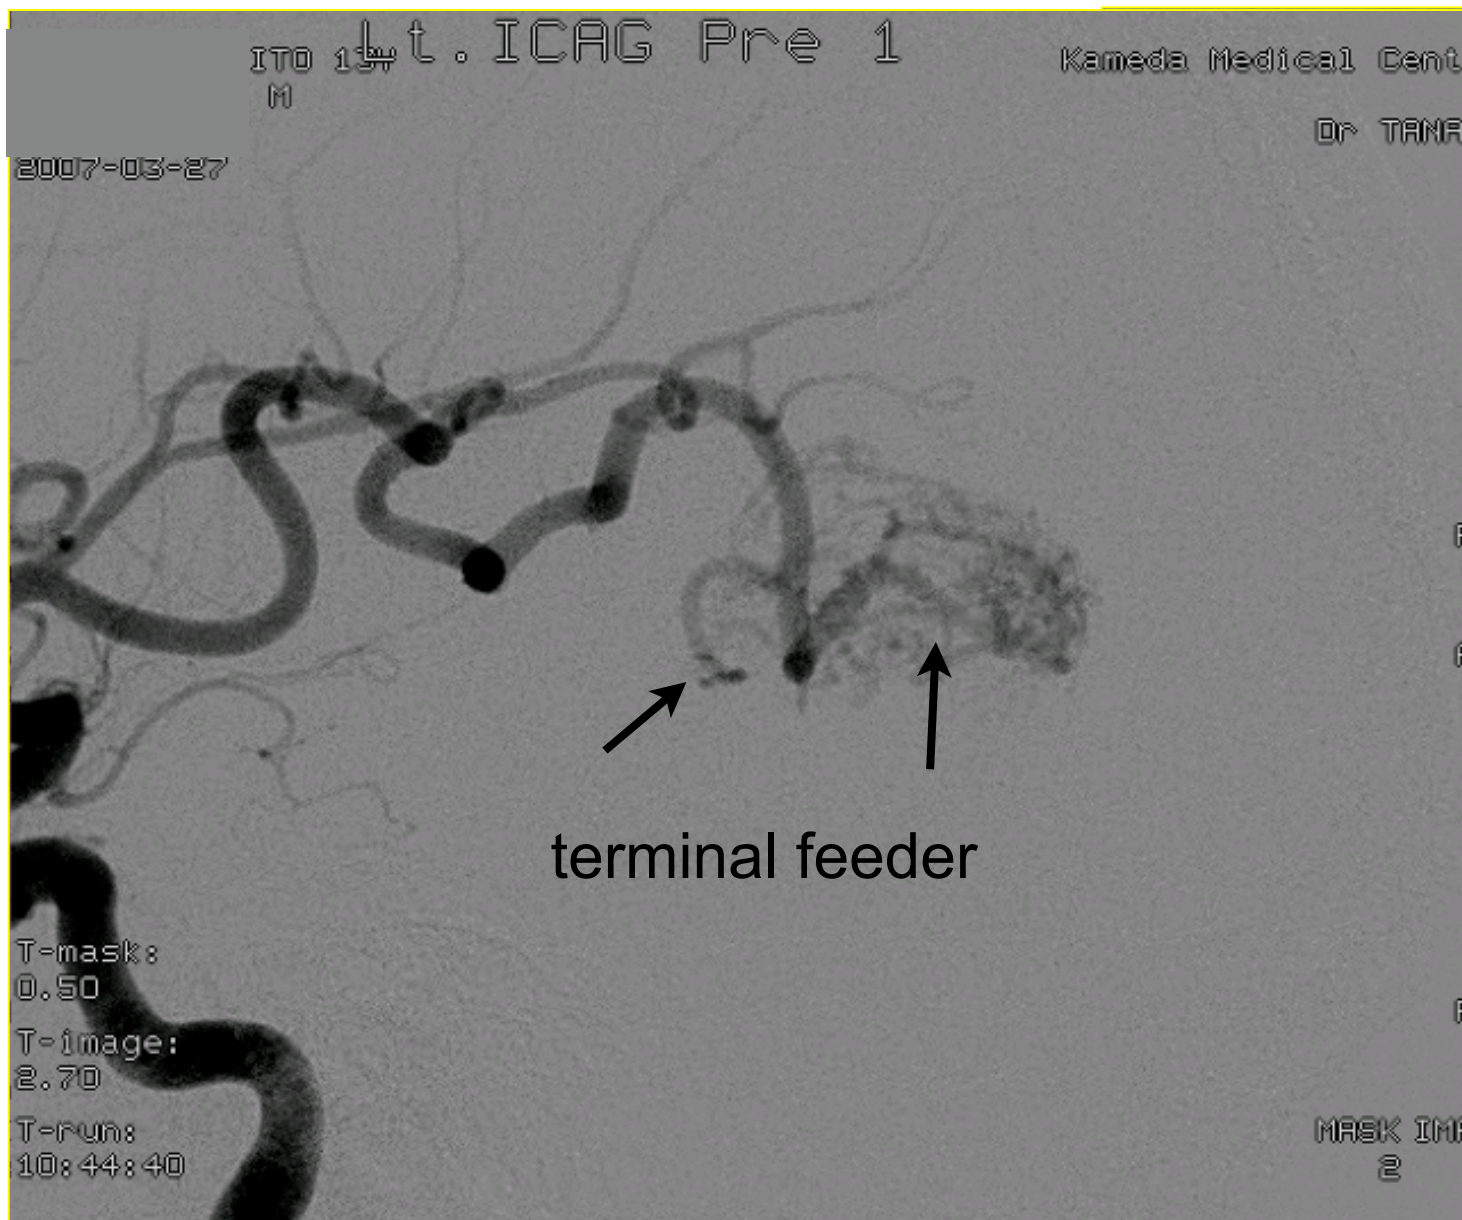 Lt.ICAG Pre 1
ITO 13Y
M
Kameda Medical Cent
Dr TANA
2007-03-27
terminal feeder
T-mask:
0.50
T-image:
2.70
T-run:
10:44:40
MASK IM
2